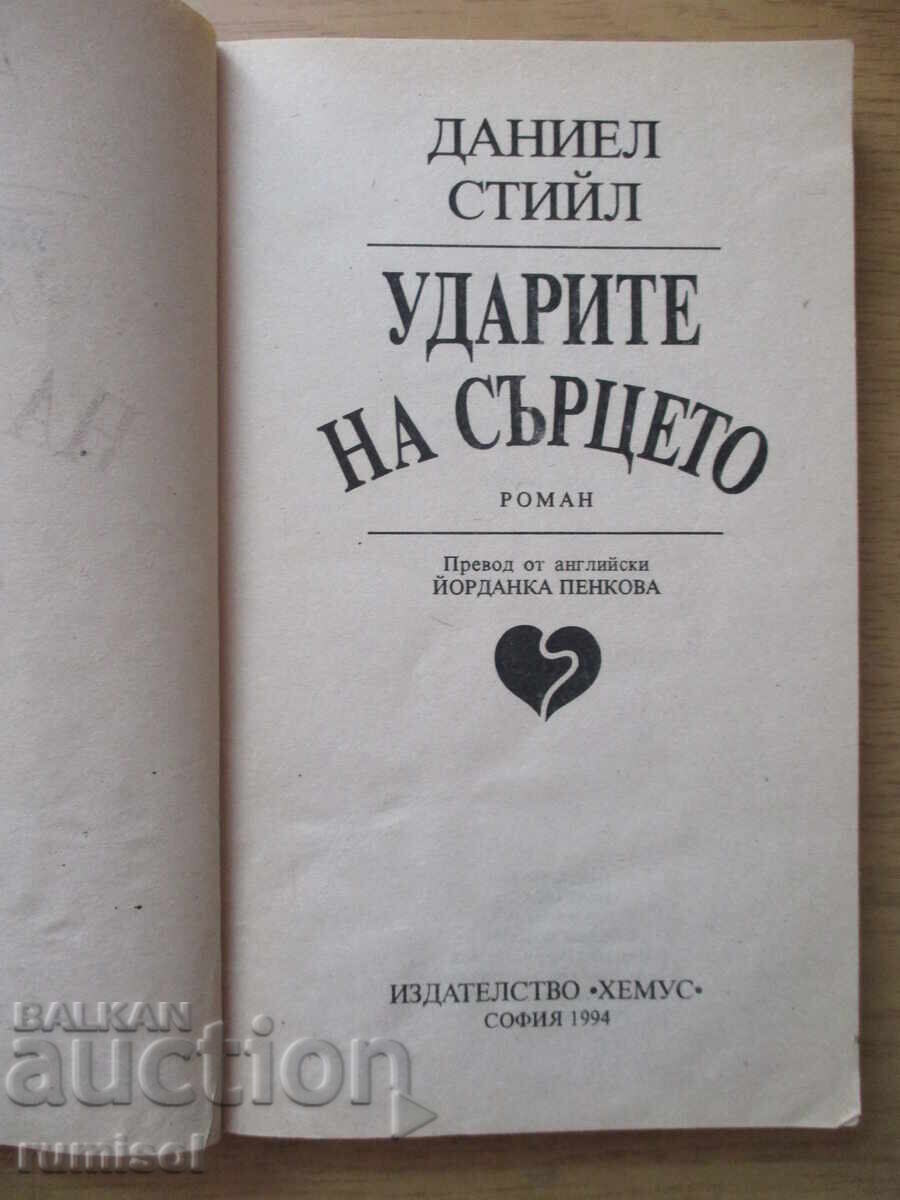 ДАНИЕЛ
СТИЙЛ
УДАРИТЕ
НА СЪРЦЕТО
РОМАН
Превод от английски
ЙОРДАНКА ПЕНКОВА
ИЗДАТЕЛСТВО •ХЕМУС•
СОФИЯ 1994
BALKAN
auction
rumisol